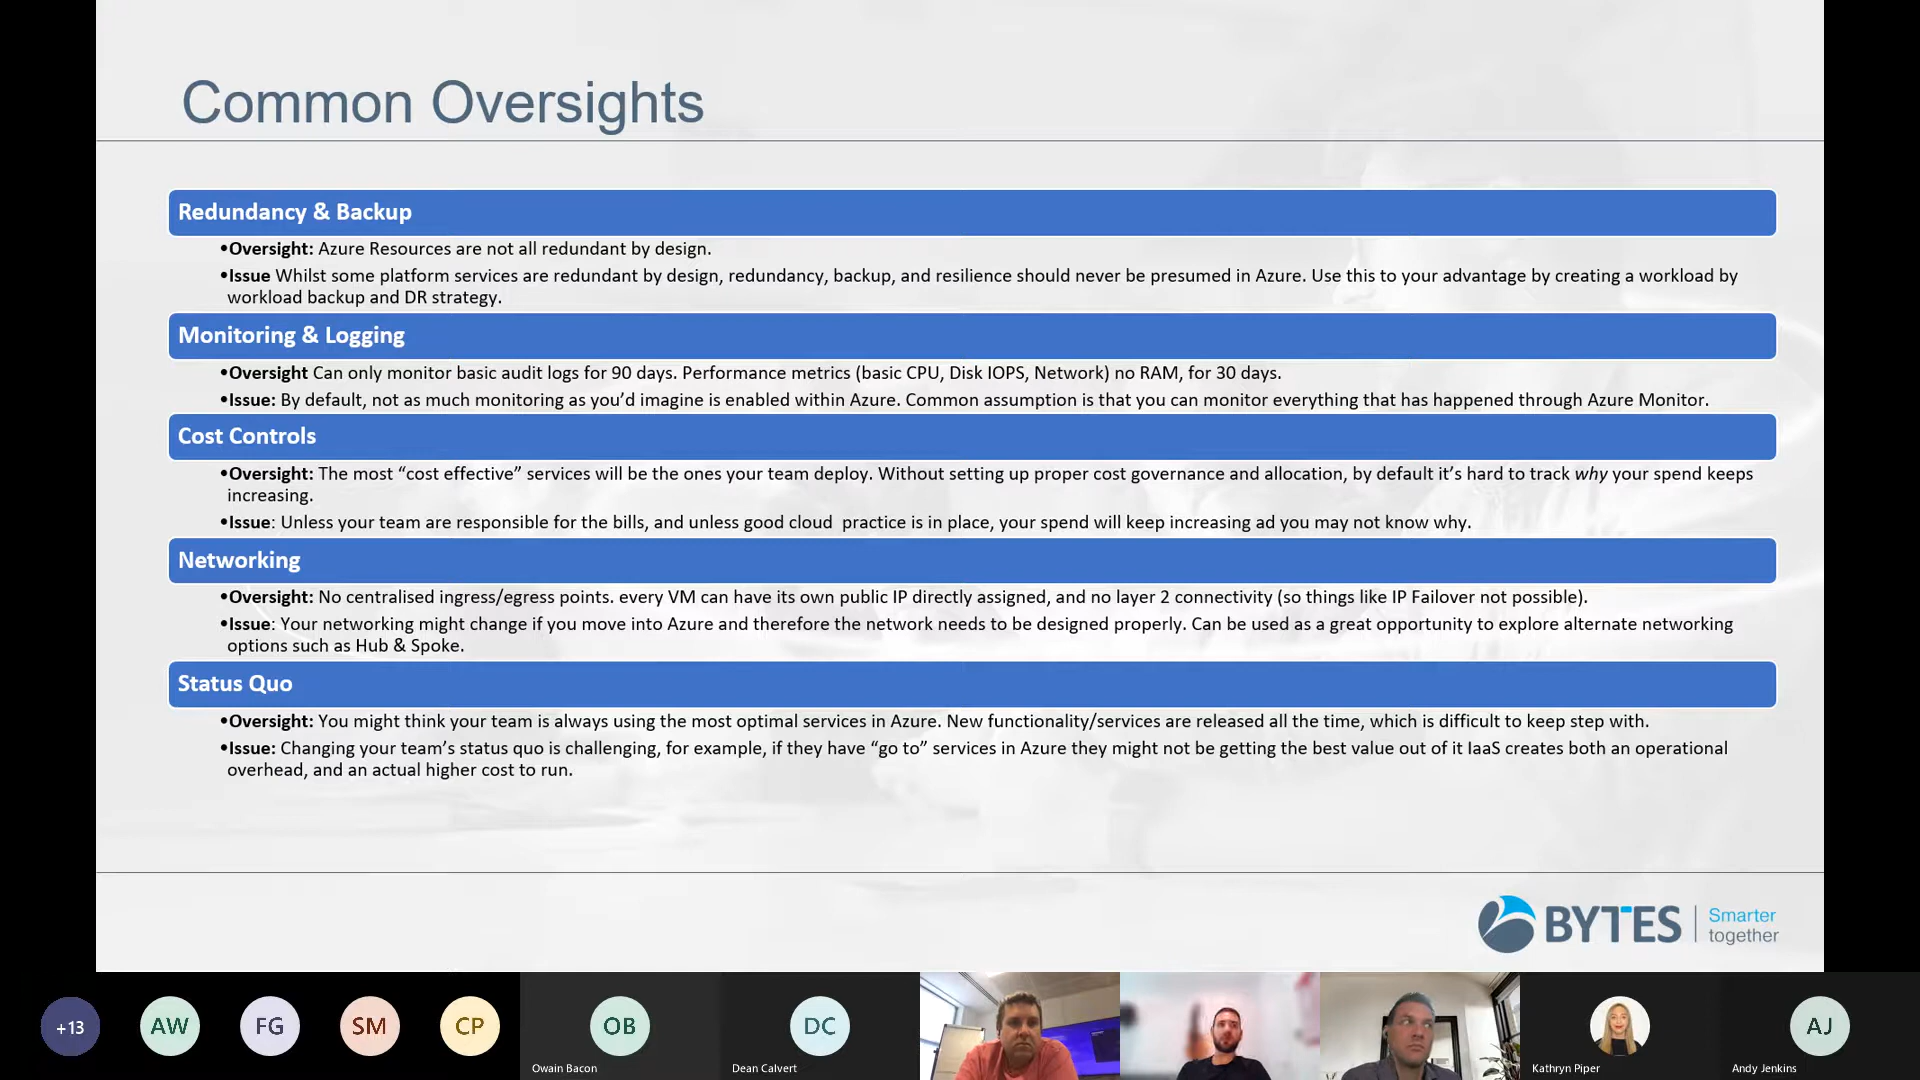 Common Oversights
Redundancy & Backup
•Oversight: Azure Resources are not all redundant by design.
•Issue Whilst some platform services are redundant by design, redundancy, backup, and resilience should never be presumed in Azure. Use this to your advantage by creating a workload by
workload backup and DR strategy.
Monitoring & Logging
•Oversight Can only monitor basic audit logs for 90 days. Performance metrics (basic CPU, Disk IOPS, Network) no RAM, for 30 days.
•Issue: By default, not as much monitoring as you’d imagine is enabled within Azure. Common assumption is that you can monitor everything that has happened through Azure Monitor.
Cost Controls
•Oversight: The most “cost effective” services will be the ones your team deploy. Without setting up proper cost governance and allocation, by default it’s hard to track why your spend keeps
increasing.
•Issue: Unless your team are responsible for the bills, and unless good cloud  practice is in place, your spend will keep increasing ad you may not know why.
Networking
•Oversight: No centralised ingress/egress points. every VM can have its own public IP directly assigned, and no layer 2 connectivity (so things like IP Failover not possible).
•Issue: Your networking might change if you move into Azure and therefore the network needs to be designed properly. Can be used as a great opportunity to explore alternate networking
options such as Hub & Spoke.
Status Quo
•Oversight: You might think your team is always using the most optimal services in Azure. New functionality/services are released all the time, which is difficult to keep step with.
•Issue: Changing your team’s status quo is challenging, for example, if they have “go to” services in Azure they might not be getting the best value out of it IaaS creates both an operational
overhead, and an actual higher cost to run.
BYTES
Smarter
together
+13
AW
FG
SM
CP
OB
DC
AJ
Owain Bacon
Dean Calvert
Kathryn Piper
Andy Jenkins